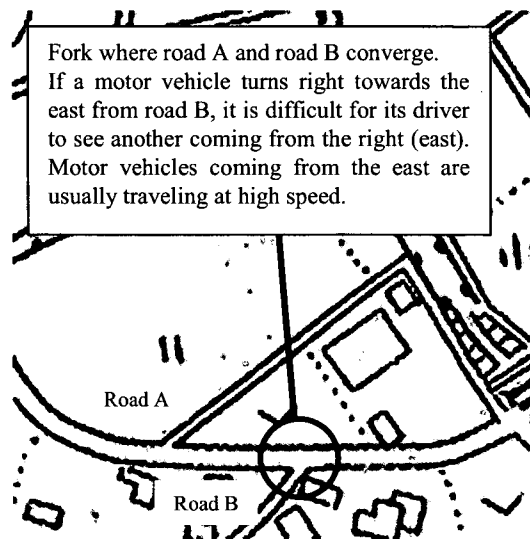 Fork where road A and road B converge.
If a motor vehicle turns right towards the
east from road B, it is difficult for its driver
to see another coming from the right (east).
Motor vehicles coming from the east are
usually traveling at high speed.
Road A
Road B